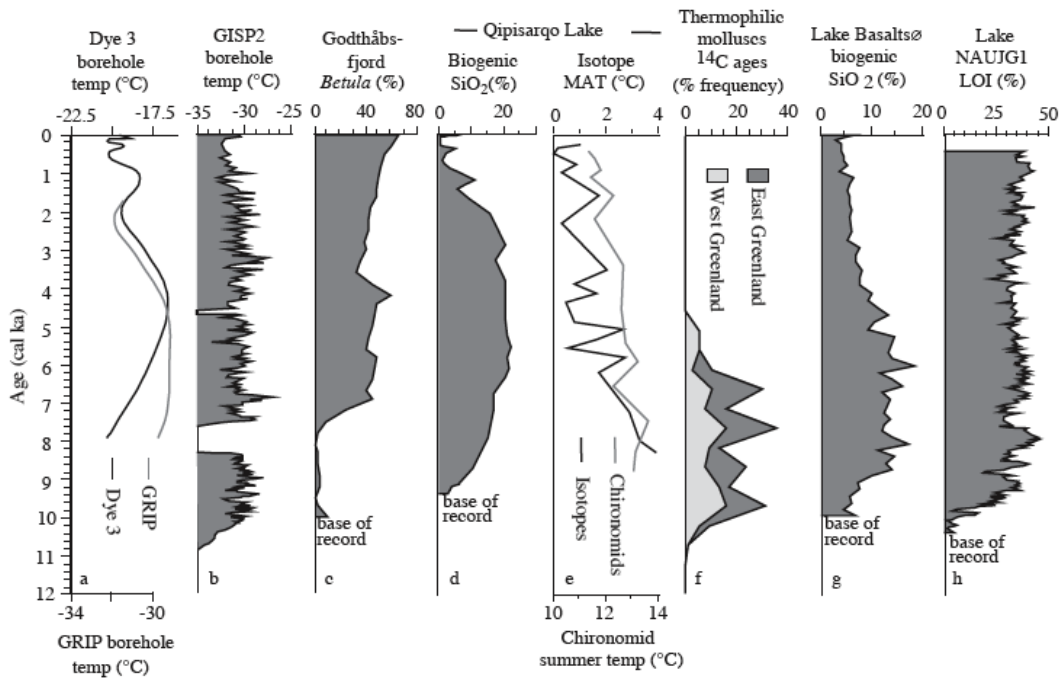 Dye 3
borehole
temp (°C)
GISP2
borehole
temp (°C)
Godthåbs-
fjord
Betula (%)
Qipisarqo Lake
Biogenic
SiO2(%)
Isotope
MAT (°C)
Thermophilic
molluscs
14C ages
(% frequency)
Lake Basaltsø
biogenic
SiO 2 (%)
Lake
NAUJG1
LOI (%)
-22.5 -17.5
-35 -30 -25
0 40 80
0 20
0 2 4
0 20 40
0 10 20
0 25 50
0
1
2
3
4
5
6
7
8
9
10
11
12
Age (cal ka)
Dye 3
GRIP
base of
record
base of
record
Isotopes
Chironomids
West Greenland
East Greenland
base of
record
base of
record
a
b
c
d
e
f
g
h
-34 -30
GRIP borehole
temp (°C)
10 12 14
Chironomid
summer temp (°C)